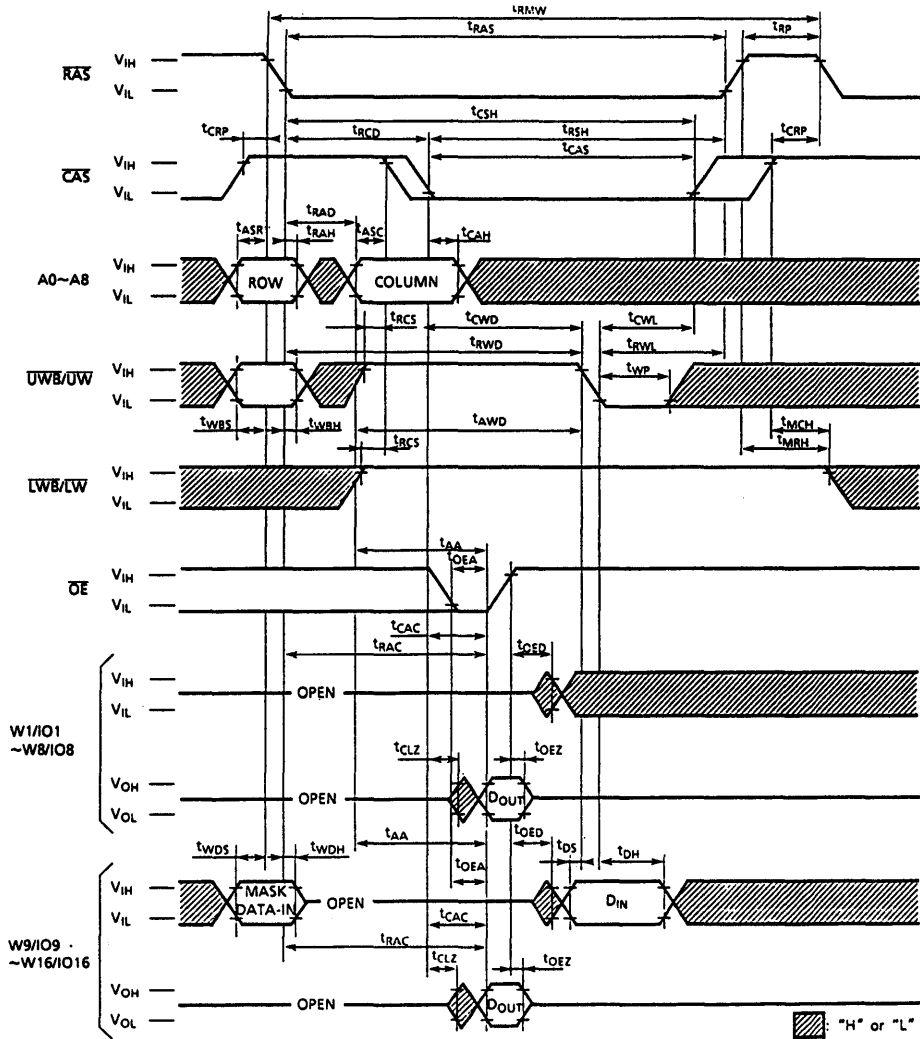 tRMW
tRAS
tRP
RAS
VIH
VIL
tCSH
tCRP
tRCD
tRSH
tCRP
tCAS
CAS
VIH
VIL
tRAD
tASR
tRAH
tASC
tCAH
A0~A8
VIH
VIL
ROW
COLUMN
tRCS
tCWD
tCWL
tRWD
tRWL
tWP
UWB/UW
VIH
VIL
tWBS
tWBH
tAWD
tMCH
tRCS
tMRH
LWB/LW
VIH
VIL
tAA
tOEA
OE
VIH
VIL
tCAC
tRAC
tOED
VIH
VIL
OPEN
W1/IO1
~W8/IO8
tCLZ
tOEZ
VOH
VOL
OPEN
DOUT
tAA
tOED
tWDS
tWDH
tOEA
tDS
tDH
VIH
VIL
MASK
DATA-IN
OPEN
DIN
tCAC
tRAC
W9/IO9
~W16/IO16
tCLZ
tOEZ
VOH
VOL
OPEN
DOUT
: "H" or "L"